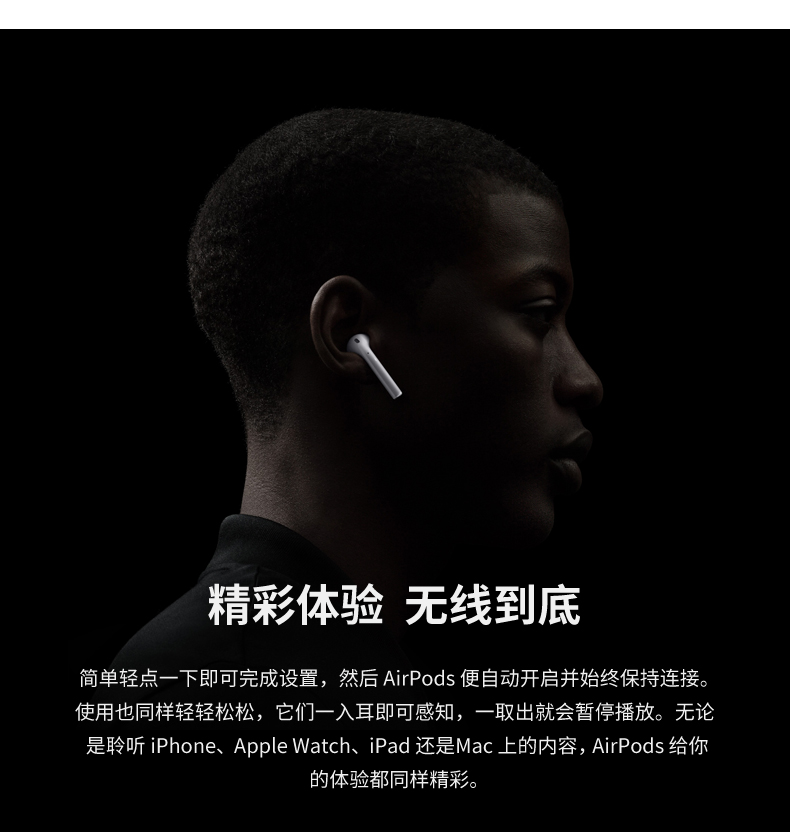 精彩体验 无线到底
简单轻点一下即可完成设置，然后 AirPods 便自动开启并始终保持连接。
使用也同样轻轻松松，它们一入耳即可感知，一取出就会暂停播放。无论
是聆听 iPhone、Apple Watch、iPad 还是Mac 上的内容，AirPods 给你
的体验都同样精彩。